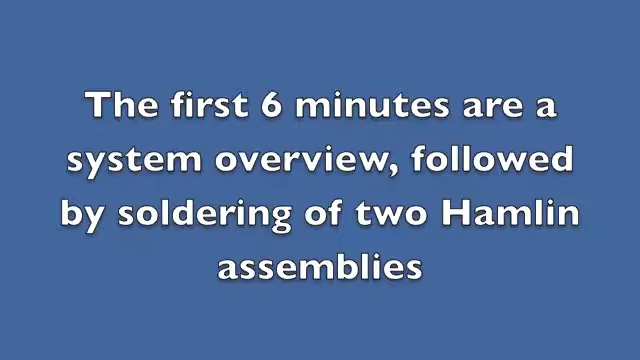 The first 6 minutes are a
system overview, followed
by soldering of two Hamlin
assemblies